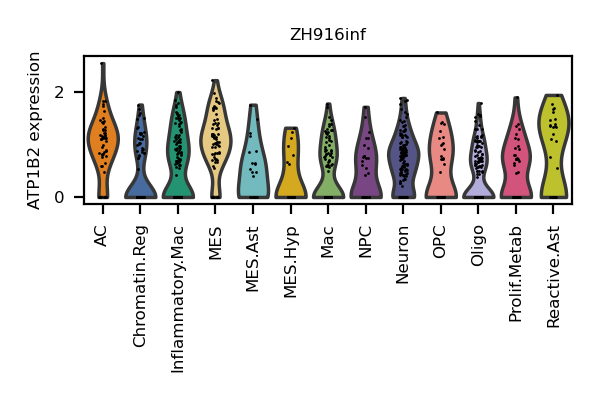 ZH916inf
ATP1B2 expression
2
0
AC
Chromatin.Reg
Inflammatory.Mac
MES
MES.Ast
MES.Hyp
Mac
NPC
Neuron
OPC
Oligo
Prolif.Metab
Reactive.Ast